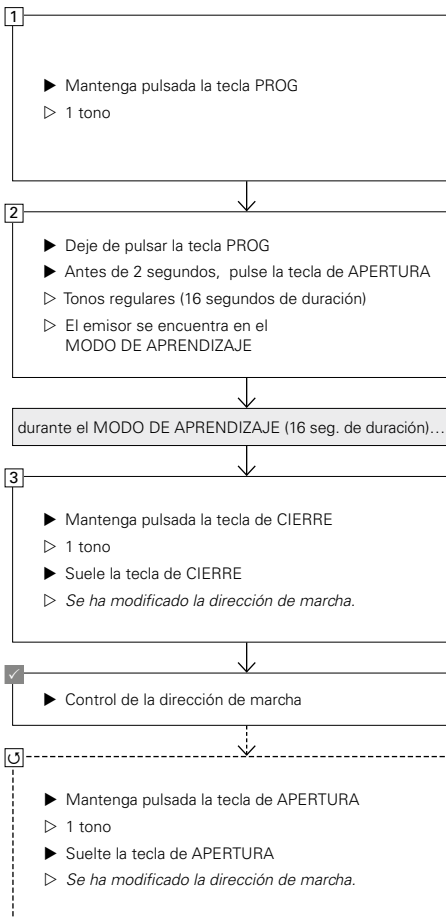 1
▶ Mantenga pulsada la tecla PROG
▷ 1 tono
2
▶ Deje de pulsar la tecla PROG
▶ Antes de 2 segundos, pulse la tecla de APERTURA
▷ Tonos regulares (16 segundos de duración)
▷ El emisor se encuentra en el
MODO DE APRENDIZAJE
durante el MODO DE APRENDIZAJE (16 seg. de duración)...
3
▶ Mantenga pulsada la tecla de CIERRE
▷ 1 tono
▶ Suele la tecla de CIERRE
▷ Se ha modificado la dirección de marcha.
▶ Control de la dirección de marcha
▶ Mantenga pulsada la tecla de APERTURA
▷ 1 tono
▶ Suelte la tecla de APERTURA
▷ Se ha modificado la dirección de marcha.